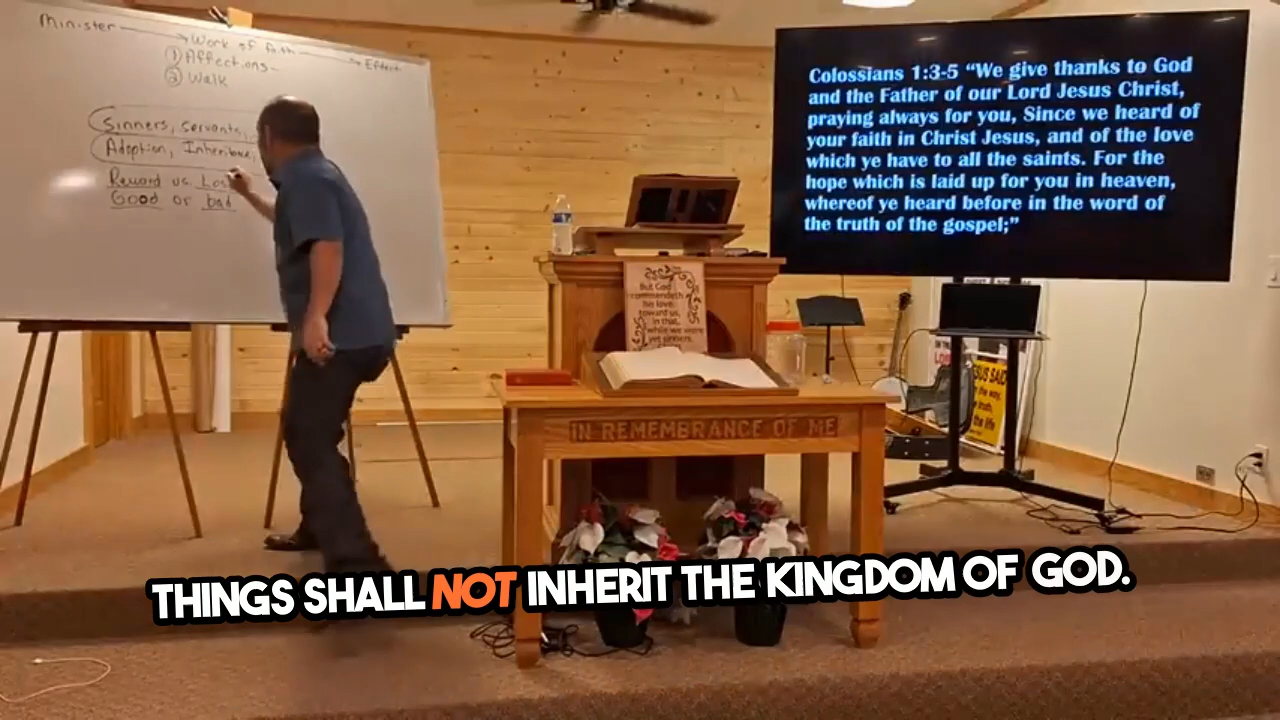 Minister
Work of faith
Effect
① Affections
② Walk
Sinners, servants,
Adoption, Inheritance,
Reward vs. Los
Good or bad
Colossians 1:3-5 “We give thanks to God
and the Father of our Lord Jesus Christ,
praying always for you, Since we heard of
your faith in Christ Jesus, and of the love
which ye have to all the saints. For the
hope which is laid up for you in heaven,
whereof ye heard before in the word of
the truth of the gospel;”
But God
commendeth
his love
toward us,
in that,
while we were
yet sinners,
IN REMEMBRANCE OF ME
LORD
JESUS SAID
the way,
truth,
the life
THINGS SHALL NOT INHERIT THE KINGDOM OF GOD.